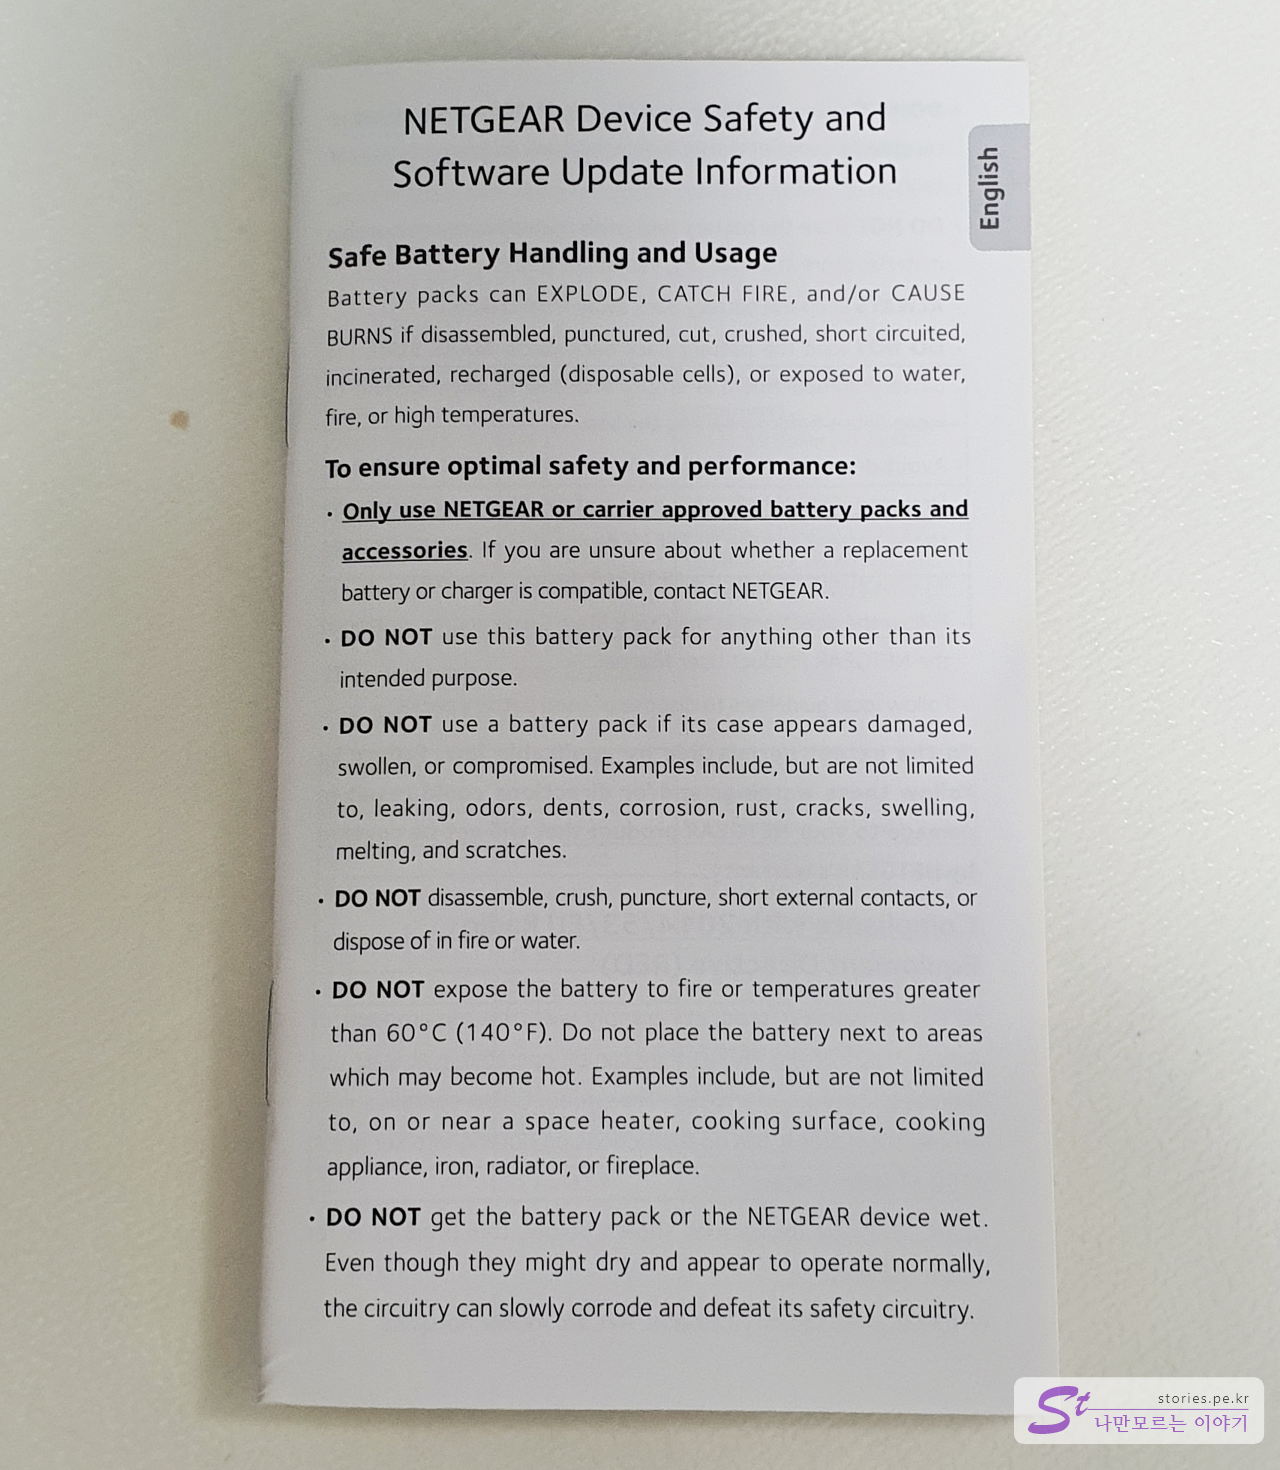 NETGEAR Device Safety and
Software Update Information
English
Safe Battery Handling and Usage
Battery packs can EXPLODE, CATCH FIRE, and/or CAUSE
BURNS if disassembled, punctured, cut, crushed, short circuited,
incinerated, recharged (disposable cells), or exposed to water,
fire, or high temperatures.
To ensure optimal safety and performance:
• Only use NETGEAR or carrier approved battery packs and
accessories. If you are unsure about whether a replacement
battery or charger is compatible, contact NETGEAR.
• DO NOT use this battery pack for anything other than its
intended purpose.
• DO NOT use a battery pack if its case appears damaged,
swollen, or compromised. Examples include, but are not limited
to, leaking, odors, dents, corrosion, rust, cracks, swelling,
melting, and scratches.
• DO NOT disassemble, crush, puncture, short external contacts, or
dispose of in fire or water.
• DO NOT expose the battery to fire or temperatures greater
than 60°C (140°F). Do not place the battery next to areas
which may become hot. Examples include, but are not limited
to, on or near a space heater, cooking surface, cooking
appliance, iron, radiator, or fireplace.
• DO NOT get the battery pack or the NETGEAR device wet.
Even though they might dry and appear to operate normally,
the circuitry can slowly corrode and defeat its safety circuitry.
St
stories.pe.kr
나만모르는 이야기